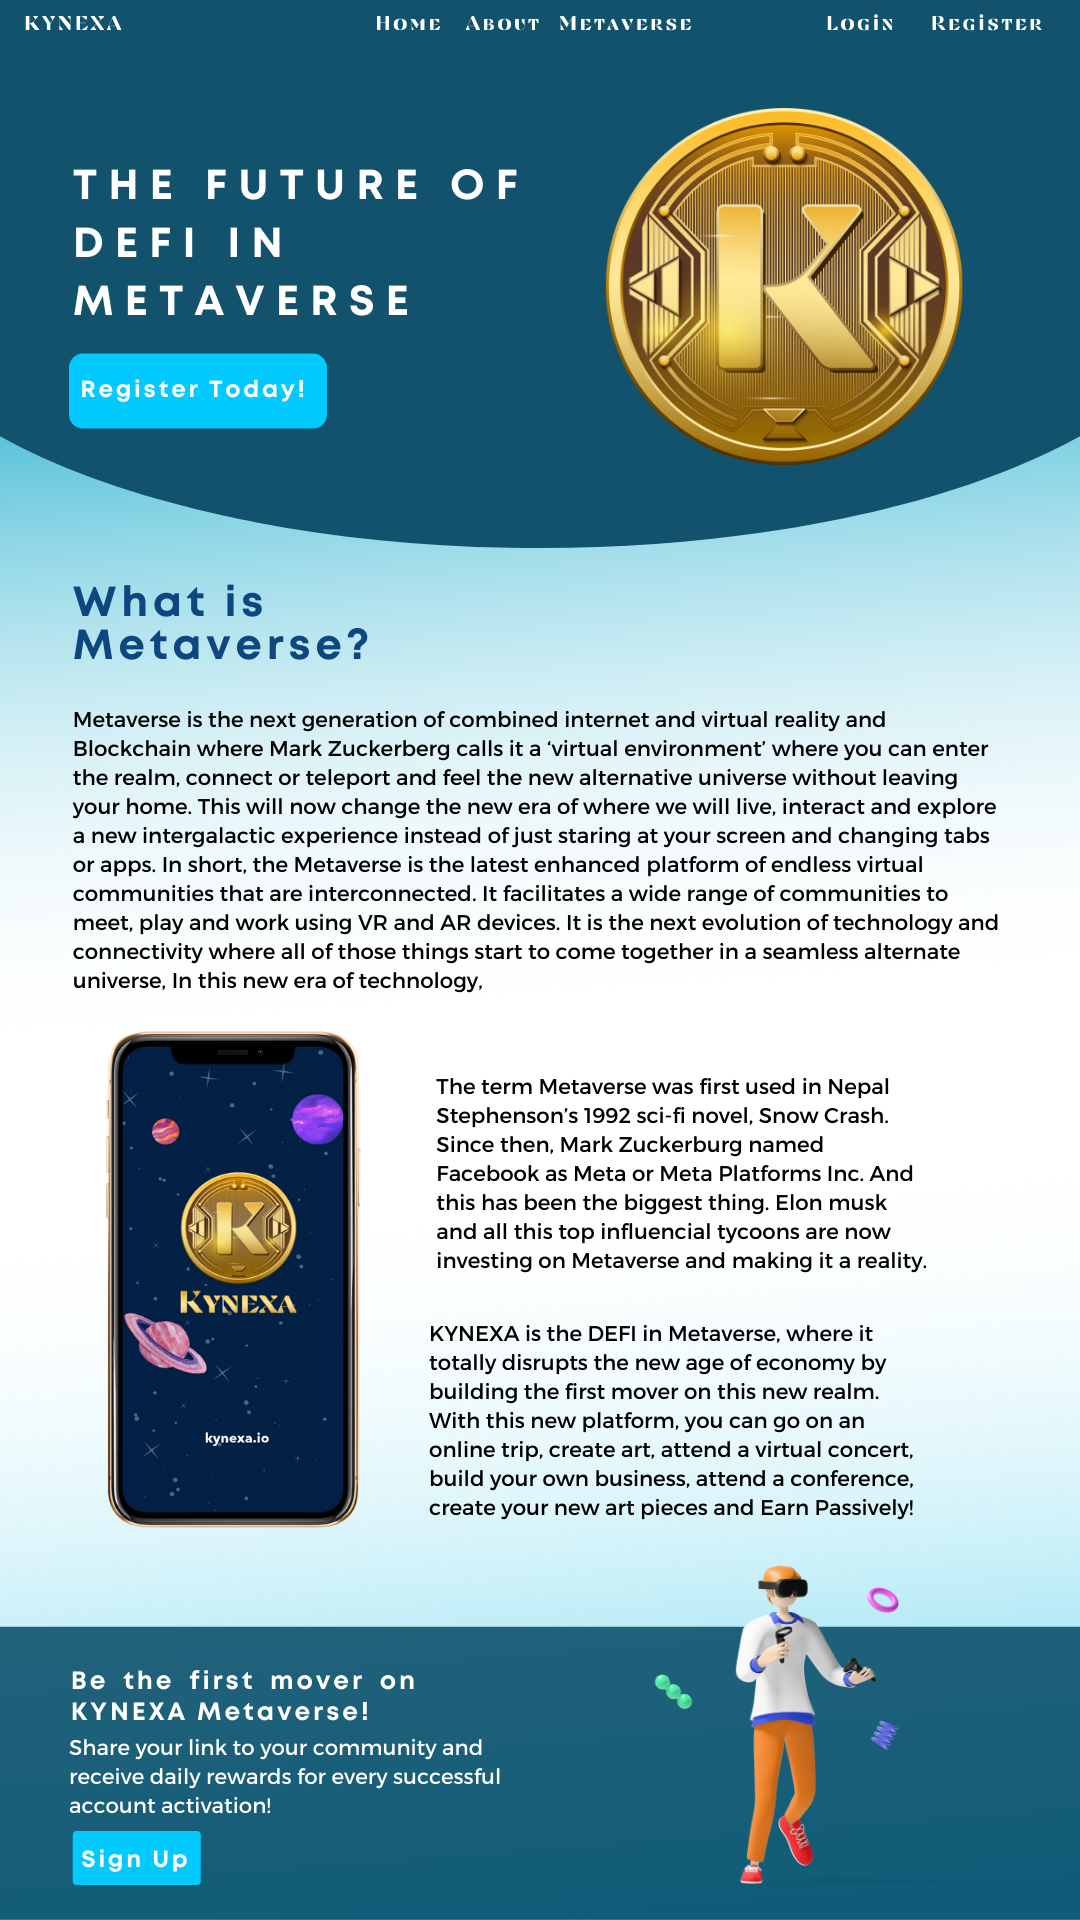 KYNEXA
Home About Metaverse Login Register
THE FUTURE OF
DEFI IN
METAVERSE
K
Register Today!
What is
Metaverse?
Metaverse is the next generation of combined internet and virtual reality and
Blockchain where Mark Zuckerberg calls it a ‘virtual environment’ where you can enter
the realm, connect or teleport and feel the new alternative universe without leaving
your home. This will now change the new era of where we will live, interact and explore
a new intergalactic experience instead of just staring at your screen and changing tabs
or apps. In short, the Metaverse is the latest enhanced platform of endless virtual
communities that are interconnected. It facilitates a wide range of communities to
meet, play and work using VR and AR devices. It is the next evolution of technology and
connectivity where all of those things start to come together in a seamless alternate
universe, In this new era of technology,
K
KYNEXA
kynexa.io
The term Metaverse was first used in Nepal
Stephenson’s 1992 sci-fi novel, Snow Crash.
Since then, Mark Zuckerburg named
Facebook as Meta or Meta Platforms Inc. And
this has been the biggest thing. Elon musk
and all this top influencial tycoons are now
investing on Metaverse and making it a reality.
KYNEXA is the DEFI in Metaverse, where it
totally disrupts the new age of economy by
building the first mover on this new realm.
With this new platform, you can go on an
online trip, create art, attend a virtual concert,
build your own business, attend a conference,
create your new art pieces and Earn Passively!
Be the first mover on
KYNEXA Metaverse!
Share your link to your community and
receive daily rewards for every successful
account activation!
Sign Up